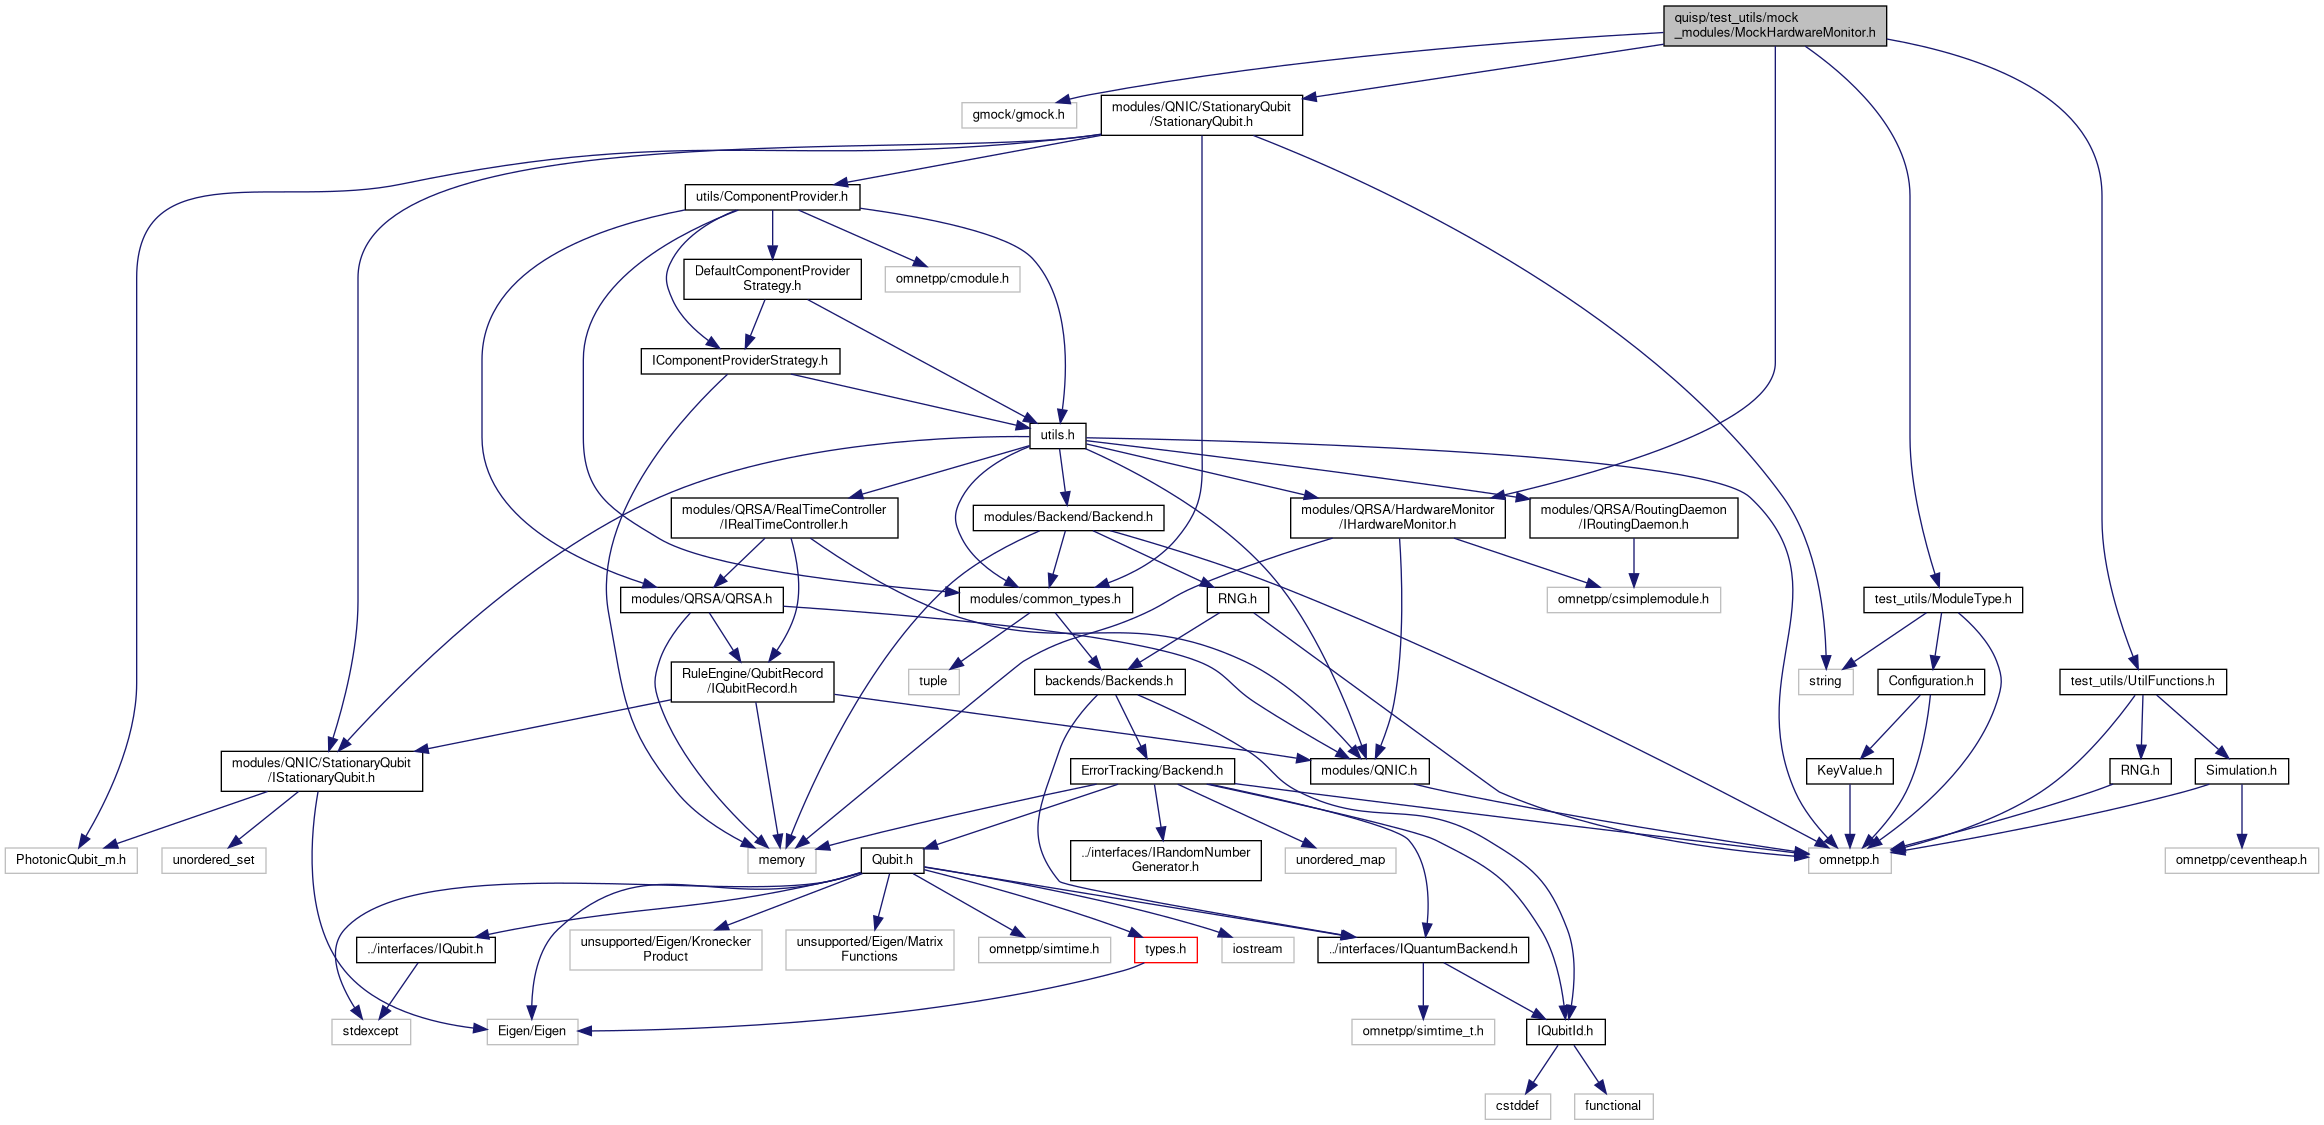 quisp/test_utils/mock
_modules/MockHardwareMonitor.h
gmock/gmock.h
modules/QNIC/StationaryQubit
/StationaryQubit.h
utils/ComponentProvider.h
DefaultComponentProvider
Strategy.h
omnetpp/cmodule.h
IComponentProviderStrategy.h
utils.h
modules/QRSA/RealTimeController
/IRealTimeController.h
modules/Backend/Backend.h
modules/QRSA/HardwareMonitor
/IHardwareMonitor.h
modules/QRSA/RoutingDaemon
/IRoutingDaemon.h
modules/QRSA/QRSA.h
modules/common_types.h
RNG.h
omnetpp/csimplemodule.h
test_utils/ModuleType.h
RuleEngine/QubitRecord
/IQubitRecord.h
tuple
backends/Backends.h
string
Configuration.h
test_utils/UtilFunctions.h
modules/QNIC/StationaryQubit
/IStationaryQubit.h
ErrorTracking/Backend.h
modules/QNIC.h
KeyValue.h
RNG.h
Simulation.h
PhotonicQubit_m.h
unordered_set
memory
Qubit.h
../interfaces/IRandomNumber
Generator.h
unordered_map
omnetpp.h
omnetpp/ceventheap.h
../interfaces/IQubit.h
unsupported/Eigen/Kronecker
Product
unsupported/Eigen/Matrix
Functions
omnetpp/simtime.h
types.h
iostream
../interfaces/IQuantumBackend.h
stdexcept
Eigen/Eigen
omnetpp/simtime_t.h
IQubitId.h
cstddef
functional